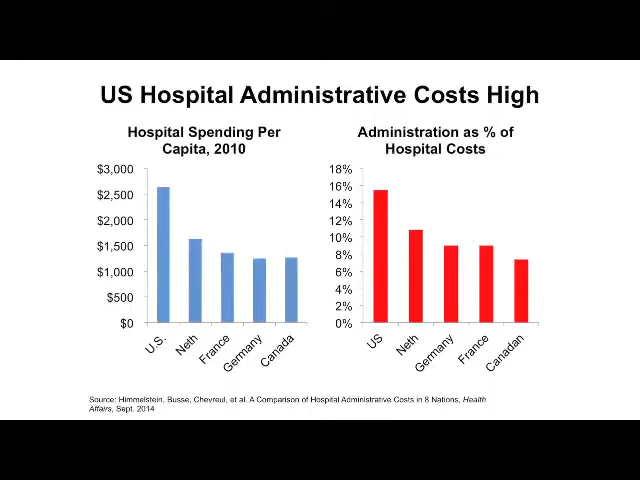 US Hospital Administrative Costs High
Hospital Spending Per
Capita, 2010
$3,000
$2,500
$2,000
$1,500
$1,000
$500
$0
U.S.
Neth
France
Germany
Canada
Administration as % of
Hospital Costs
18%
16%
14%
12%
10%
8%
6%
4%
2%
0%
US
Neth
Germany
France
Canadan
Source: Himmelstein, Busse, Chevreul, et al. A Comparison of Hospital Administrative Costs in 8 Nations, Health
Affairs, Sept. 2014